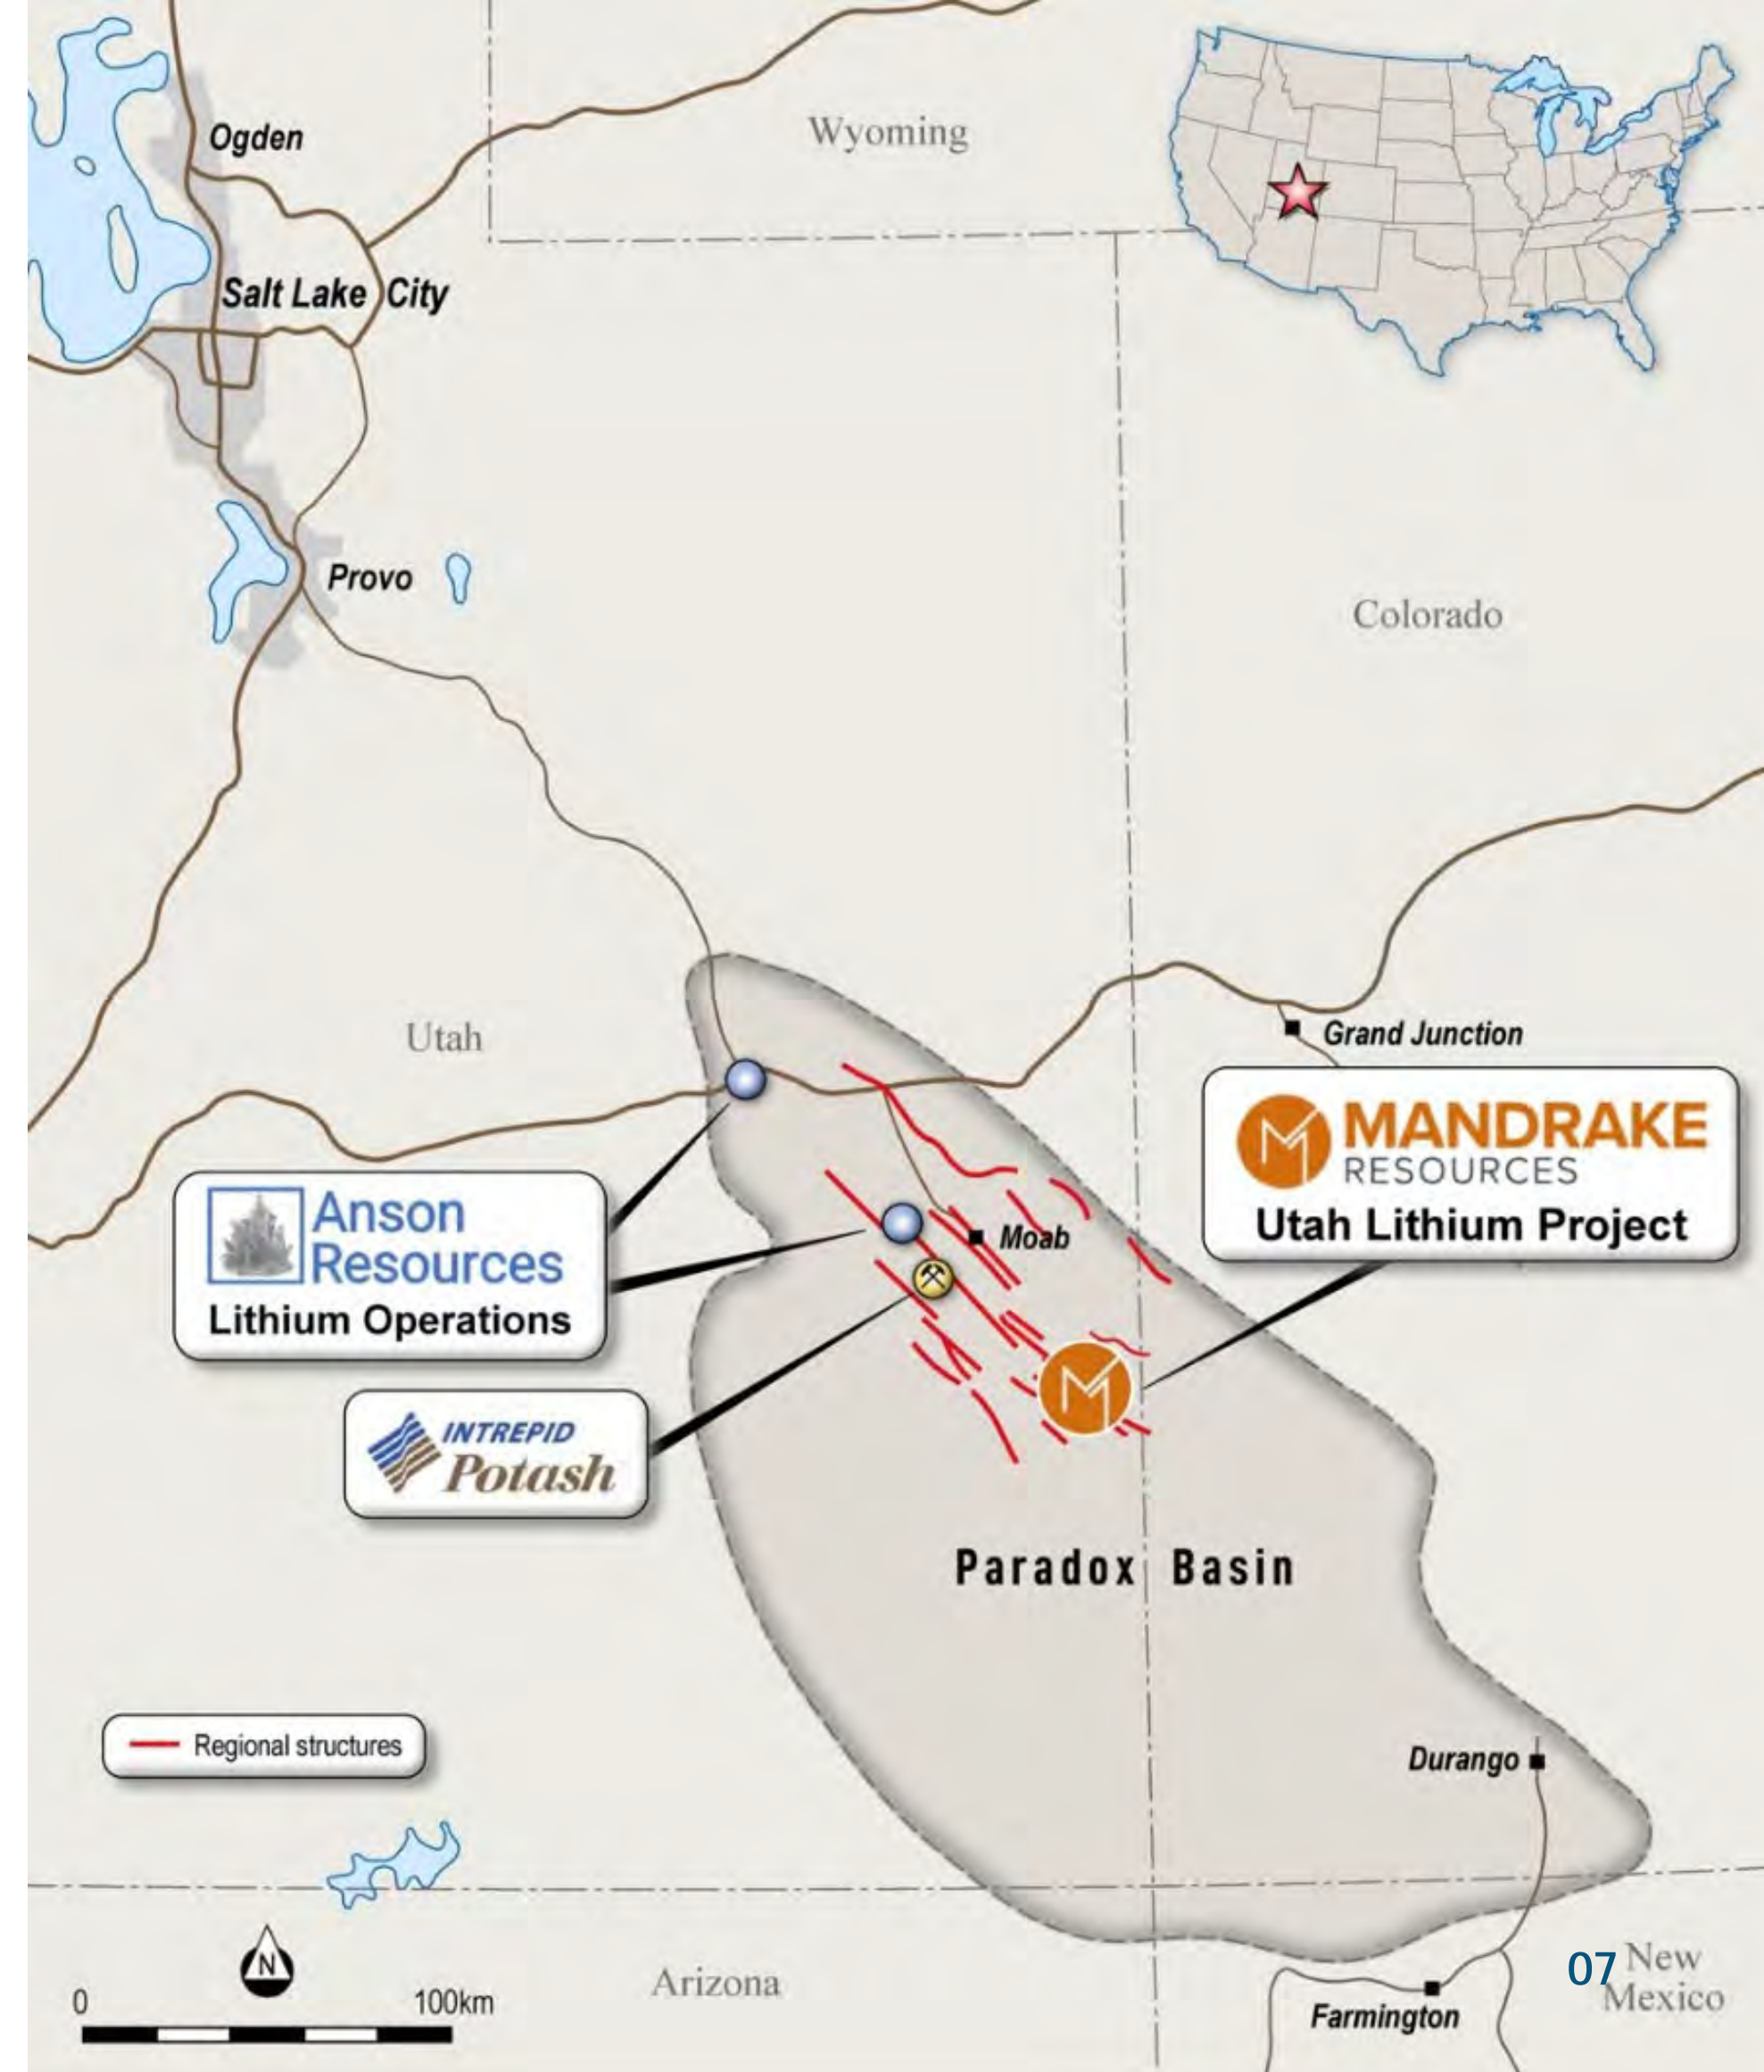 Ogden
Wyoming
Salt Lake City
Provo
Colorado
Utah
Grand Junction
MANDRAKE
RESOURCES
Utah Lithium Project
Anson
Resources
Lithium Operations
Moab
INTREPID
Potash
Paradox Basin
Regional structures
Durango
N
0 100km
Arizona
07
New
Mexico
Farmington